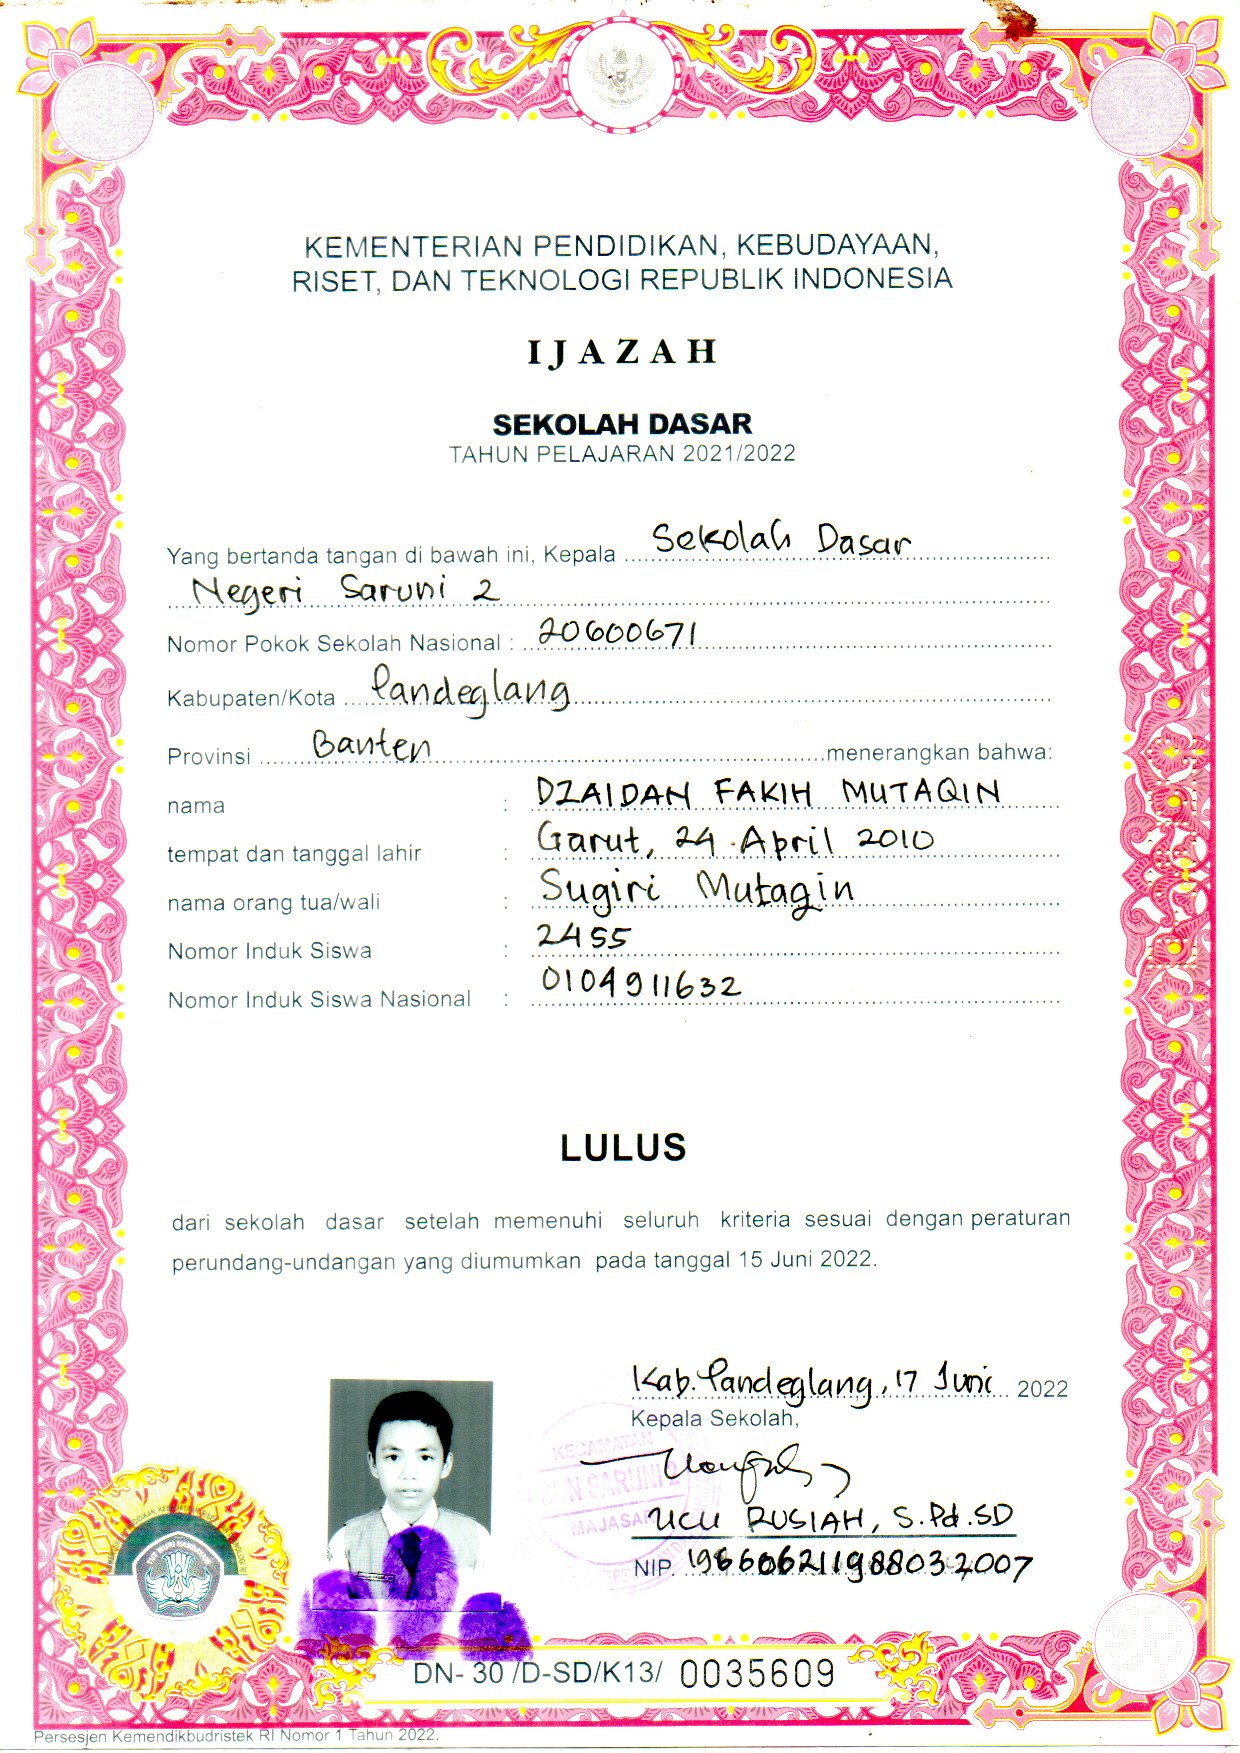 KEMENTERIAN PENDIDIKAN, KEBUDAYAAN,
RISET, DAN TEKNOLOGI REPUBLIK INDONESIA
IJAZAH
SEKOLAH DASAR
TAHUN PELAJARAN 2021/2022
Yang bertanda tangan di bawah ini, Kepala Sekolah Dasar
Negeri Saruni 2
Nomor Pokok Sekolah Nasional : 20600671
Kabupaten/Kota Pandeglang
Provinsi Banten menerangkan bahwa:
nama : DZAIDAN FAKIH MUTAQIN
tempat dan tanggal lahir : Garut, 24 April 2010
nama orang tua/wali : Sugiri Mutaqin
Nomor Induk Siswa : 2455
Nomor Induk Siswa Nasional : 0104911632
LULUS
dari sekolah dasar setelah memenuhi seluruh kriteria sesuai dengan peraturan
perundang-undangan yang diumumkan pada tanggal 15 Juni 2022.
Kab. Pandeglang, 17 Juni 2022
Kepala Sekolah,
KECAMATAN
SARUNI 2
MAJASARI
UCU RUSIAH, S.Pd.SD
NIP. 196606211988032007
TUT WURI HANDAYANI
DN- 30 /D-SD/K13/ 0035609
Persesjen Kemendikbudristek RI Nomor 1 Tahun 2022.